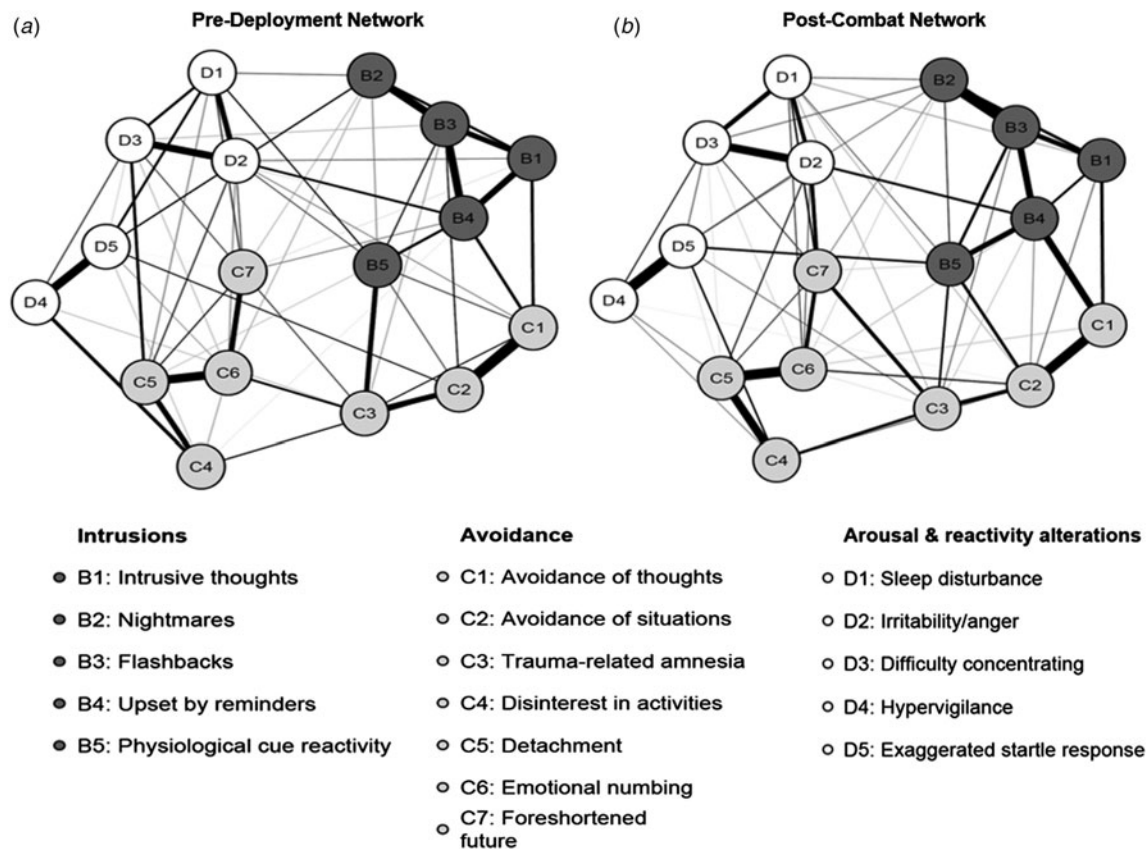 (a)
Pre-Deployment Network
D1
B2
B3
D3
D2
B1
B4
D5
C7
B5
D4
C1
C5
C6
C2
C3
C4
(b)
Post-Combat Network
D1
B2
B3
D3
D2
B1
B4
D5
C7
B5
D4
C1
C5
C6
C2
C3
C4
Intrusions
B1: Intrusive thoughts
B2: Nightmares
B3: Flashbacks
B4: Upset by reminders
B5: Physiological cue reactivity
Avoidance
C1: Avoidance of thoughts
C2: Avoidance of situations
C3: Trauma-related amnesia
C4: Disinterest in activities
C5: Detachment
C6: Emotional numbing
C7: Foreshortened
future
Arousal & reactivity alterations
D1: Sleep disturbance
D2: Irritability/anger
D3: Difficulty concentrating
D4: Hypervigilance
D5: Exaggerated startle response